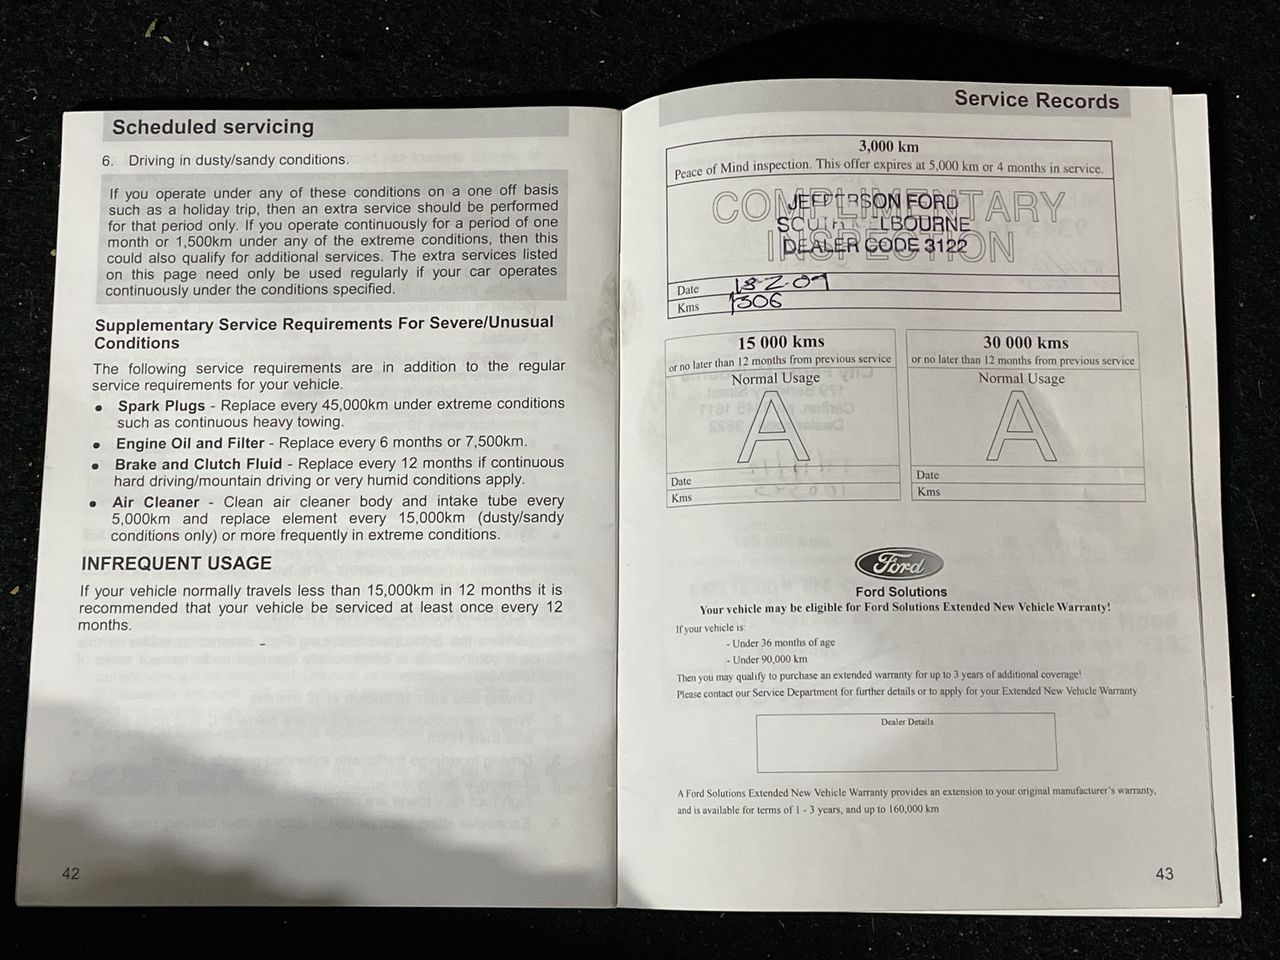 Scheduled servicing
6. Driving in dusty/sandy conditions.
If you operate under any of these conditions on a one off basis
such as a holiday trip, then an extra service should be performed
for that period only. If you operate continuously for a period of one
month or 1,500km under any of the extreme conditions, then this
could also qualify for additional services. The extra services listed
on this page need only be used regularly if your car operates
continuously under the conditions specified.
Supplementary Service Requirements For Severe/Unusual
Conditions
The following service requirements are in addition to the regular
service requirements for your vehicle.
• Spark Plugs - Replace every 45,000km under extreme conditions
such as continuous heavy towing.
• Engine Oil and Filter - Replace every 6 months or 7,500km.
• Brake and Clutch Fluid - Replace every 12 months if continuous
hard driving/mountain driving or very humid conditions apply.
• Air Cleaner - Clean air cleaner body and intake tube every
5,000km and replace element every 15,000km (dusty/sandy
conditions only) or more frequently in extreme conditions.
INFREQUENT USAGE
If your vehicle normally travels less than 15,000km in 12 months it is
recommended that your vehicle be serviced at least once every 12
months.
42
Service Records
3,000 km
Peace of Mind inspection. This offer expires at 5,000 km or 4 months in service.
COMPLIMENTARY
INSPECTION
JEFFERSON FORD
SOUTH MELBOURNE
DEALER CODE 3122
Date 18-2-09
Kms 1306
15 000 kms
or no later than 12 months from previous service
Normal Usage
A
Date
Kms
30 000 kms
or no later than 12 months from previous service
Normal Usage
A
Date
Kms
Ford
Ford Solutions
Your vehicle may be eligible for Ford Solutions Extended New Vehicle Warranty!
If your vehicle is:
- Under 36 months of age
- Under 90,000 km
Then you may qualify to purchase an extended warranty for up to 3 years of additional coverage!
Please contact our Service Department for further details or to apply for your Extended New Vehicle Warranty
Dealer Details
A Ford Solutions Extended New Vehicle Warranty provides an extension to your original manufacturer's warranty,
and is available for terms of 1 - 3 years, and up to 160,000 km
43